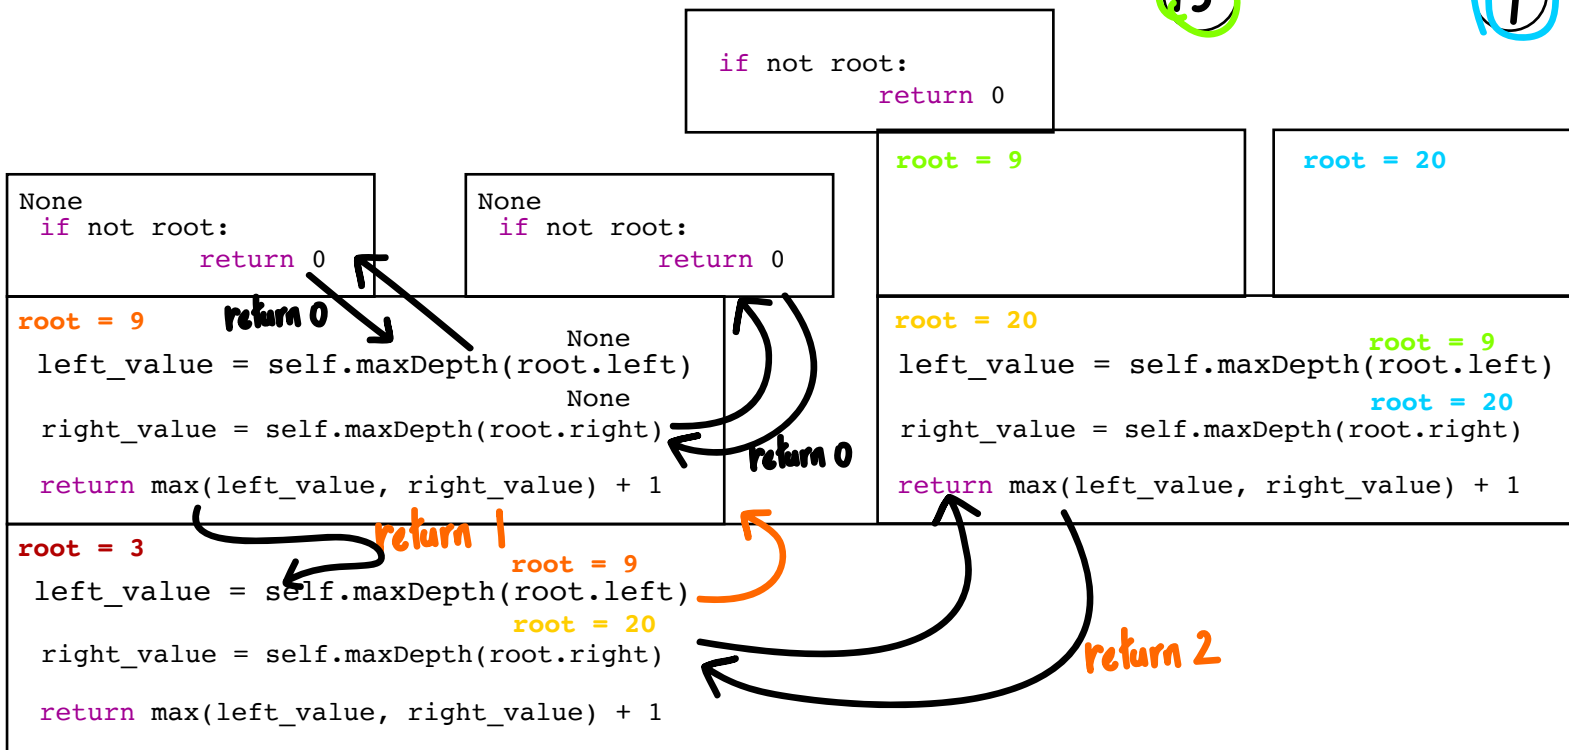 if not root:
return 0
root = 9
root = 20
None
if not root:
return 0
None
if not root:
return 0
root = 9
return 0
None
left_value = self.maxDepth(root.left)
None
right_value = self.maxDepth(root.right)
return 0
return max(left_value, right_value) + 1
root = 20
root = 9
left_value = self.maxDepth(root.left)
root = 20
right_value = self.maxDepth(root.right)
return max(left_value, right_value) + 1
root = 3
return 1
root = 9
left_value = self.maxDepth(root.left)
root = 20
right_value = self.maxDepth(root.right)
return 2
return max(left_value, right_value) + 1